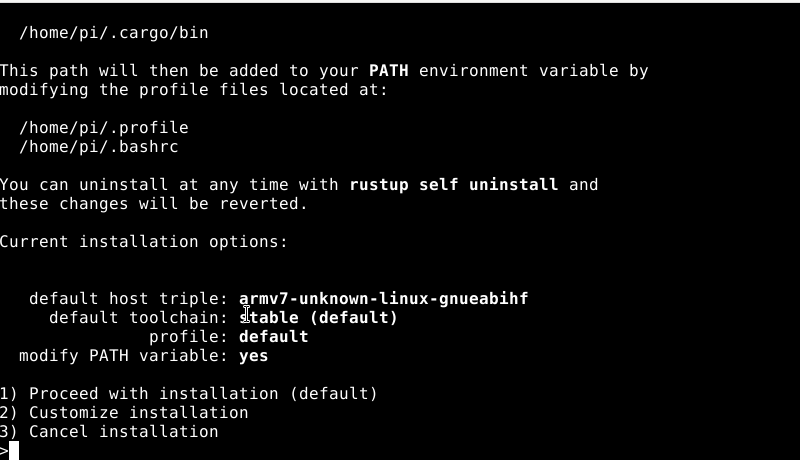 /home/pi/.cargo/bin
This path will then be added to your PATH environment variable by
modifying the profile files located at:
/home/pi/.profile
/home/pi/.bashrc
You can uninstall at any time with rustup self uninstall and
these changes will be reverted.
Current installation options:
default host triple: armv7-unknown-linux-gnueabihf
default toolchain: stable (default)
profile: default
modify PATH variable: yes
1) Proceed with installation (default)
2) Customize installation
3) Cancel installation
>